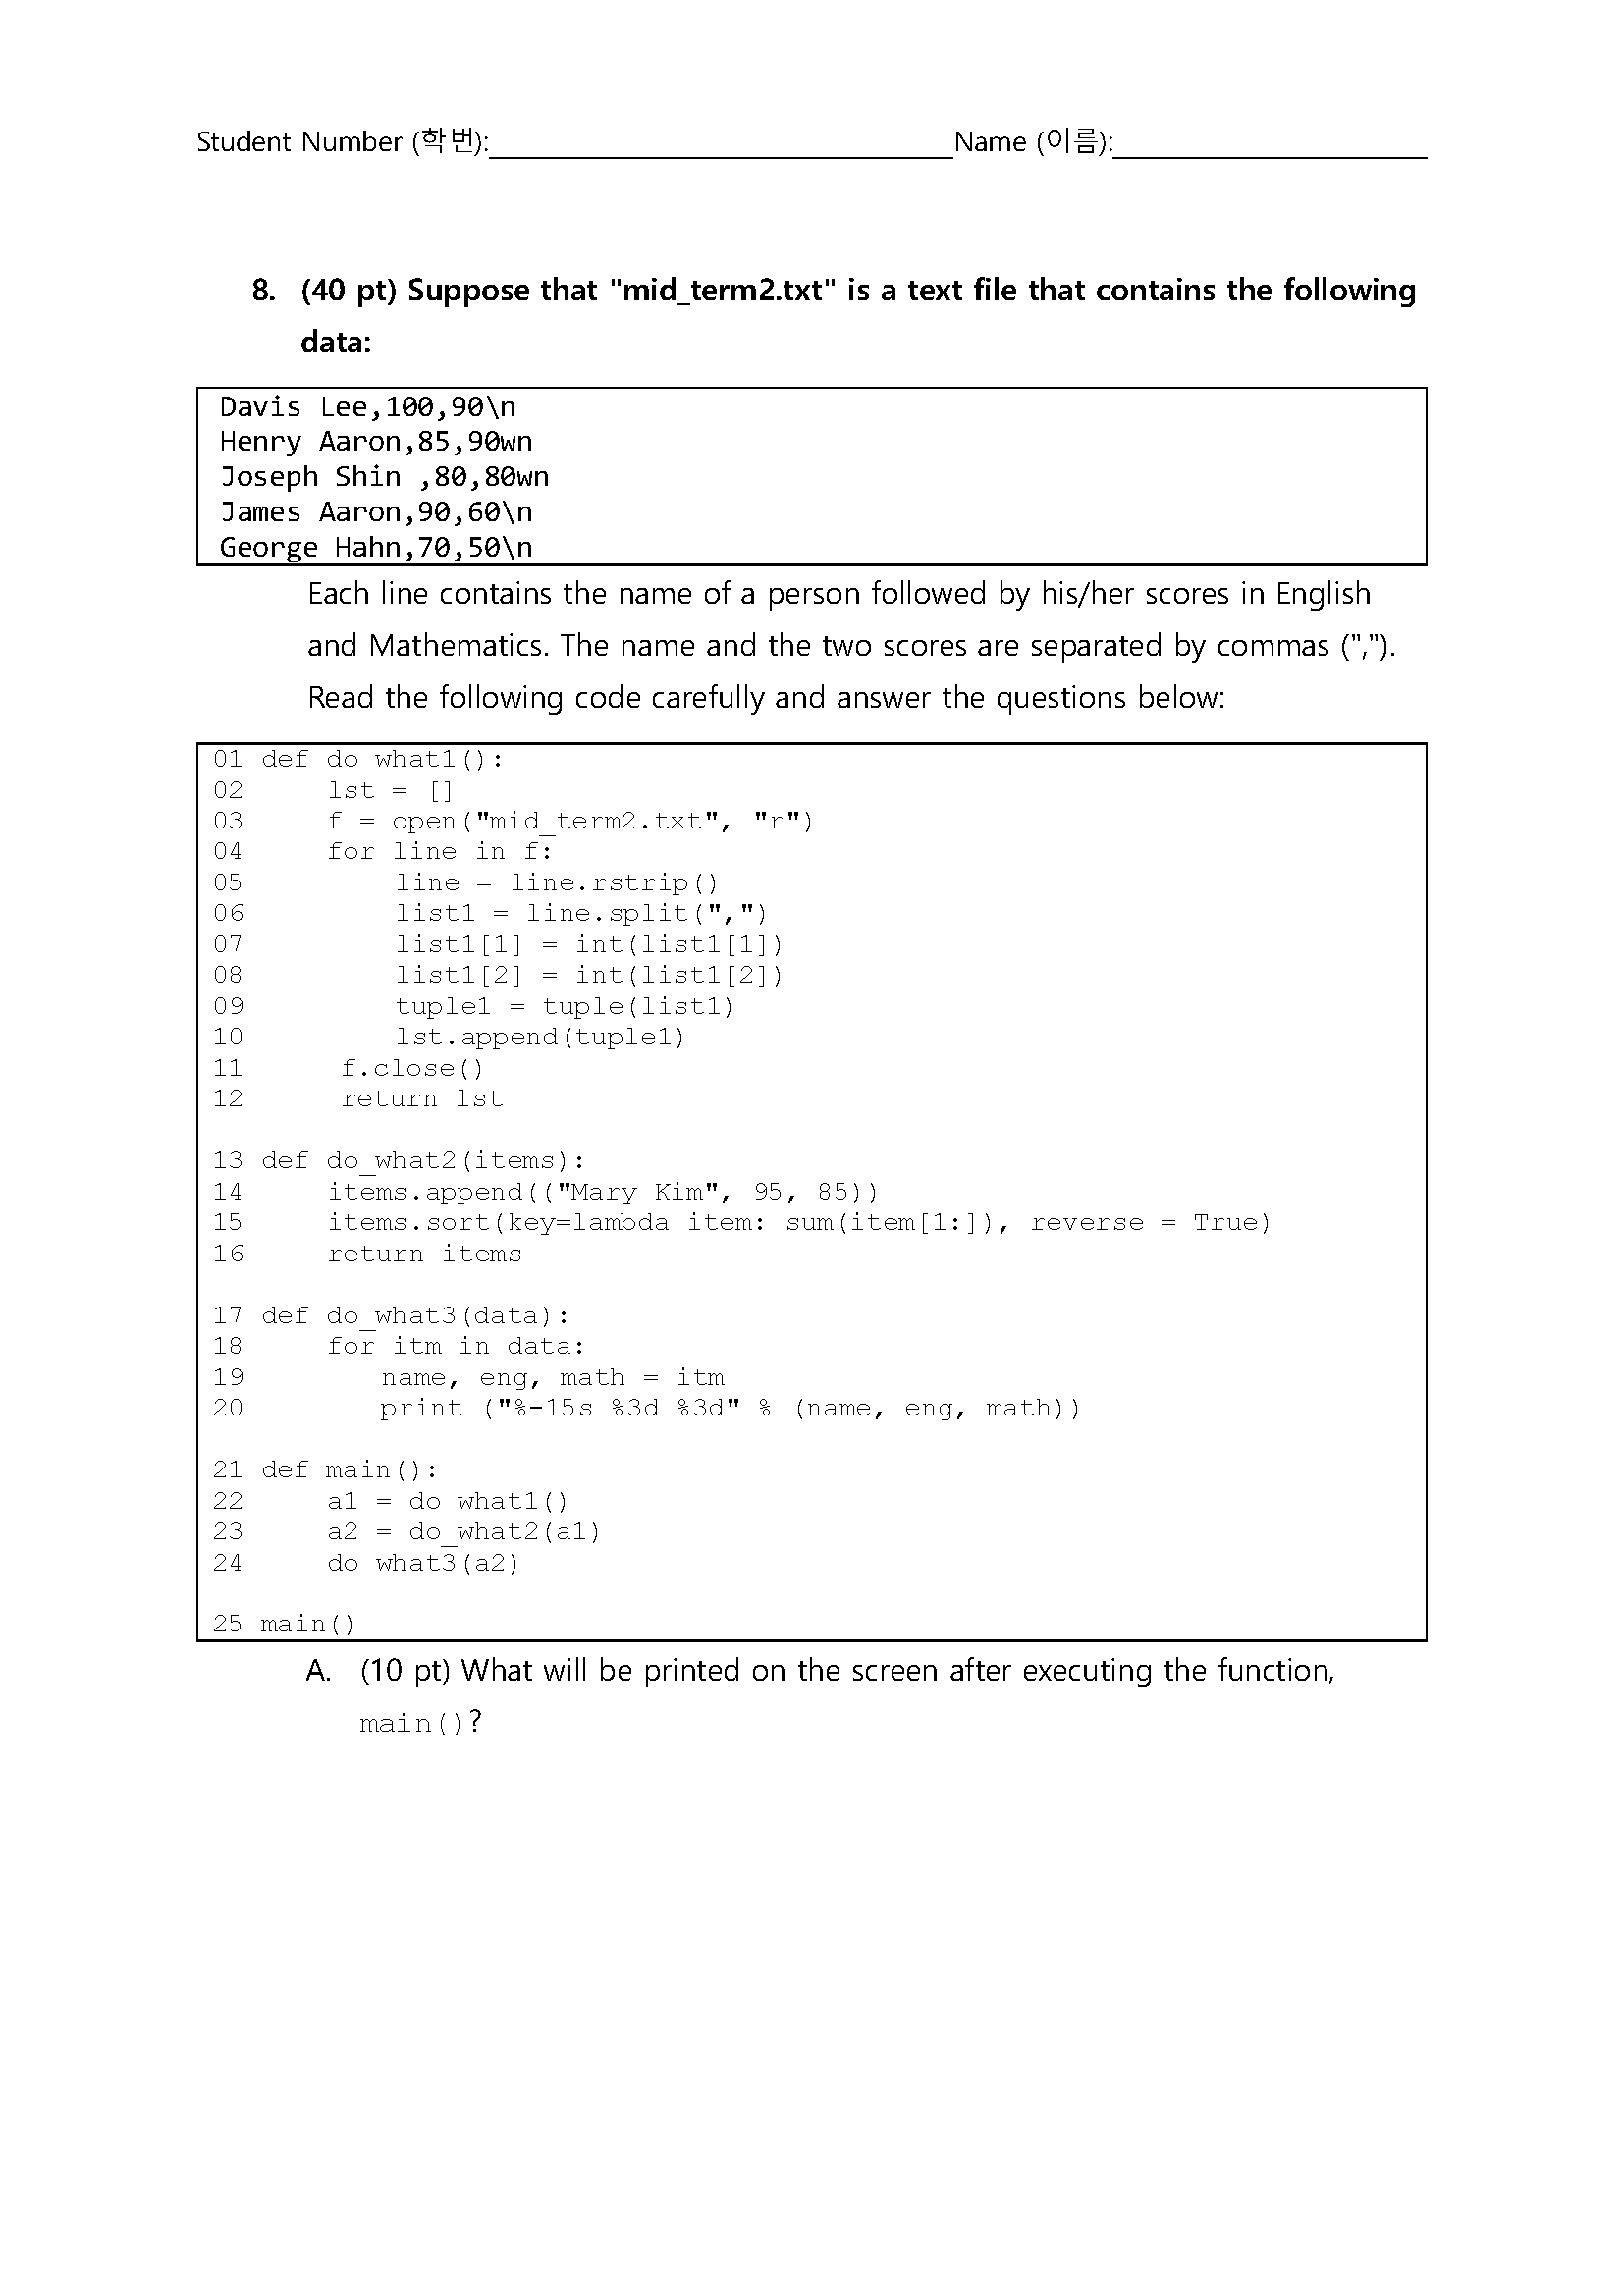 Student Number (학번):                Name (이름):
8. (40 pt) Suppose that "mid_term2.txt" is a text file that contains the following
data:
Davis Lee,100,90\n
Henry Aaron,85,90wn
Joseph Shin ,80,80wn
James Aaron,90,60\n
George Hahn,70,50\n
Each line contains the name of a person followed by his/her scores in English
and Mathematics. The name and the two scores are separated by commas (",").
Read the following code carefully and answer the questions below:
01 def do_what1():
02     lst = []
03     f = open("mid_term2.txt", "r")
04     for line in f:
05         line = line.rstrip()
06         list1 = line.split(",")
07         list1[1] = int(list1[1])
08         list1[2] = int(list1[2])
09         tuple1 = tuple(list1)
10         lst.append(tuple1)
11      f.close()
12      return lst
13 def do_what2(items):
14     items.append(("Mary Kim", 95, 85))
15     items.sort(key=lambda item: sum(item[1:]), reverse = True)
16     return items
17 def do_what3(data):
18     for itm in data:
19        name, eng, math = itm
20        print ("%-15s %3d %3d" % (name, eng, math))
21 def main():
22     a1 = do what1()
23     a2 = do_what2(a1)
24     do what3(a2)
25 main()
A. (10 pt) What will be printed on the screen after executing the function,
main()?